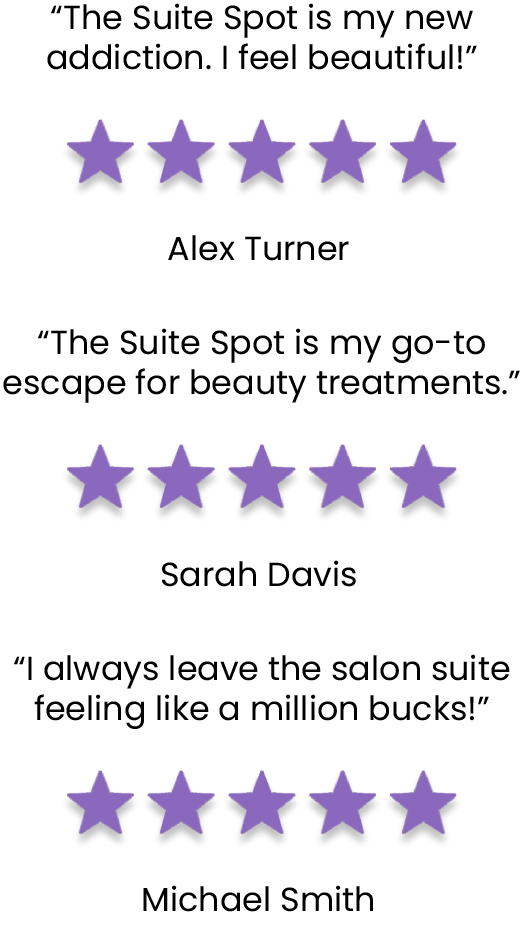 “The Suite Spot is my new
addiction. I feel beautiful!”
Alex Turner
“The Suite Spot is my go-to
escape for beauty treatments.”
Sarah Davis
“I always leave the salon suite
feeling like a million bucks!”
Michael Smith